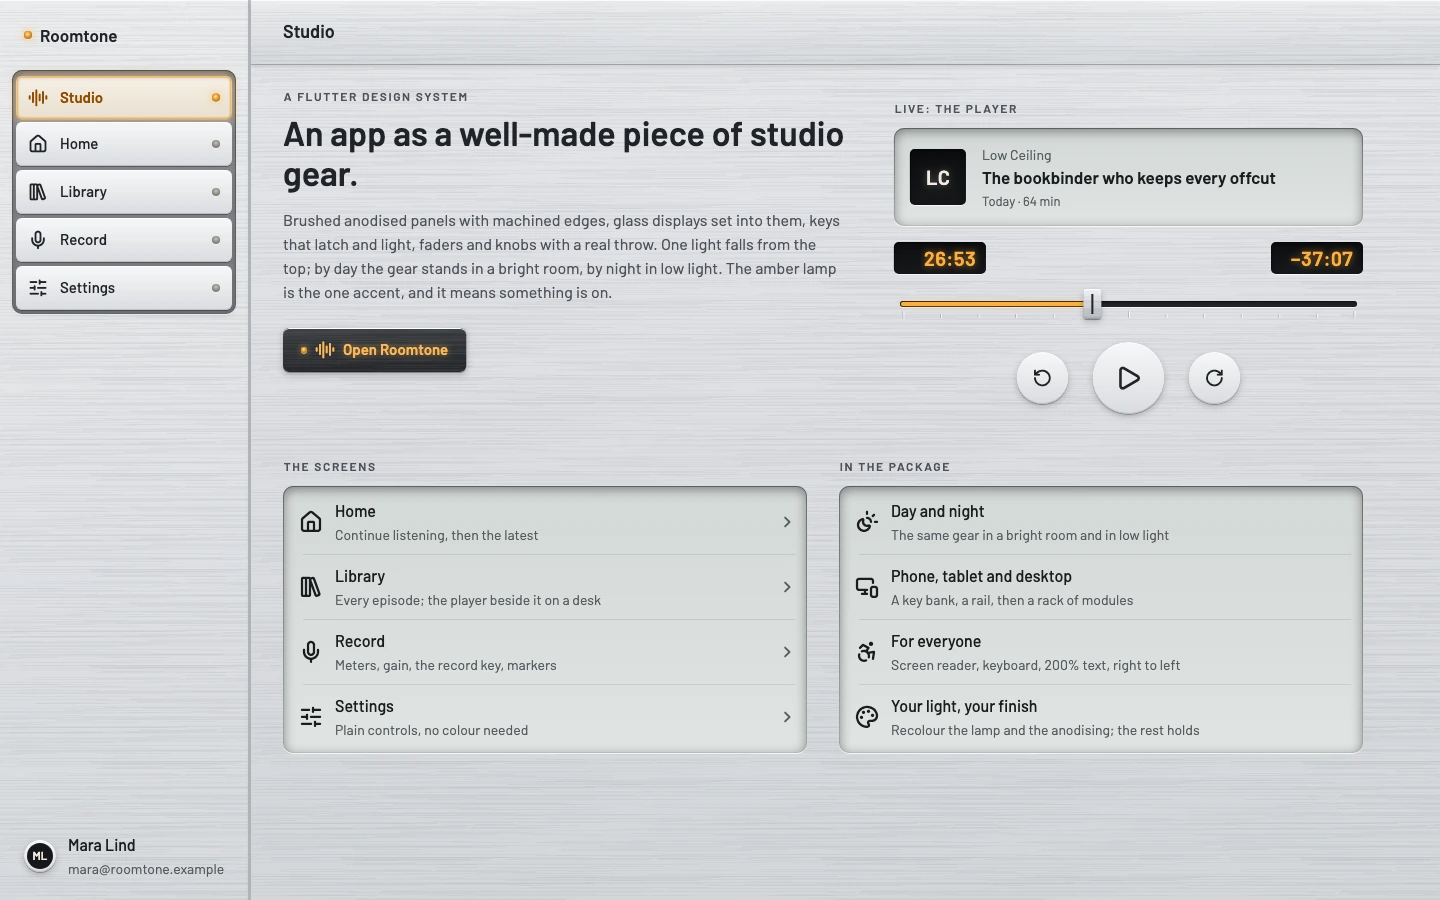 Roomtone
Studio
Home
Library
Record
Settings
Mara Lind
ML
mara@roomtone.example
Studio
A FLUTTER DESIGN SYSTEM
An app as a well-made piece of studio
gear.
Brushed anodised panels with machined edges, glass displays set into them, keys
that latch and light, faders and knobs with a real throw. One light falls from the
top; by day the gear stands in a bright room, by night in low light. The amber lamp
is the one accent, and it means something is on.
Open Roomtone
LIVE: THE PLAYER
LC
Low Ceiling
The bookbinder who keeps every offcut
Today · 64 min
26:53
−37:07
THE SCREENS
Home
Continue listening, then the latest
Library
Every episode; the player beside it on a desk
Record
Meters, gain, the record key, markers
Settings
Plain controls, no colour needed
IN THE PACKAGE
Day and night
The same gear in a bright room and in low light
Phone, tablet and desktop
A key bank, a rail, then a rack of modules
For everyone
Screen reader, keyboard, 200% text, right to left
Your light, your finish
Recolour the lamp and the anodising; the rest holds